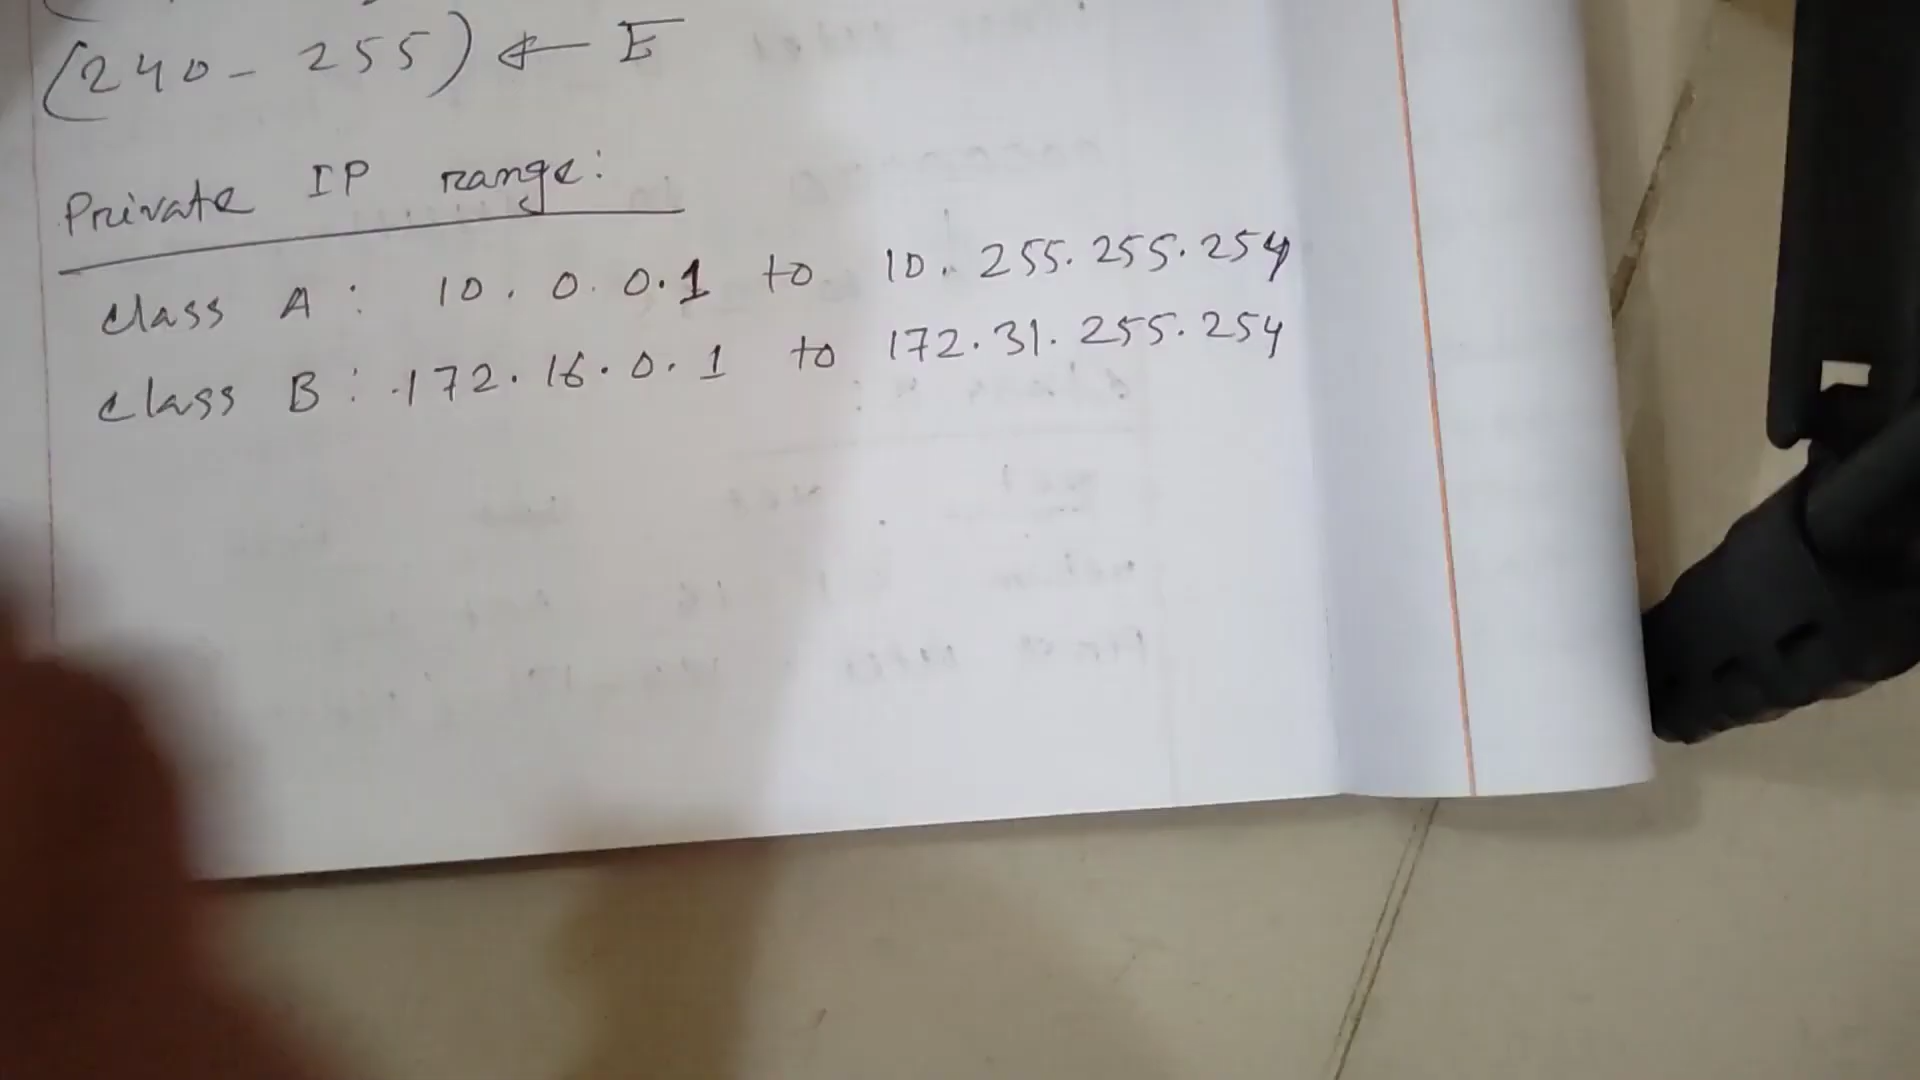 (240 - 255) ← E
Private IP range:
class A : 10. 0. 0.1 to 10. 255. 255. 254
class B : 172. 16. 0. 1 to 172. 31. 255. 254